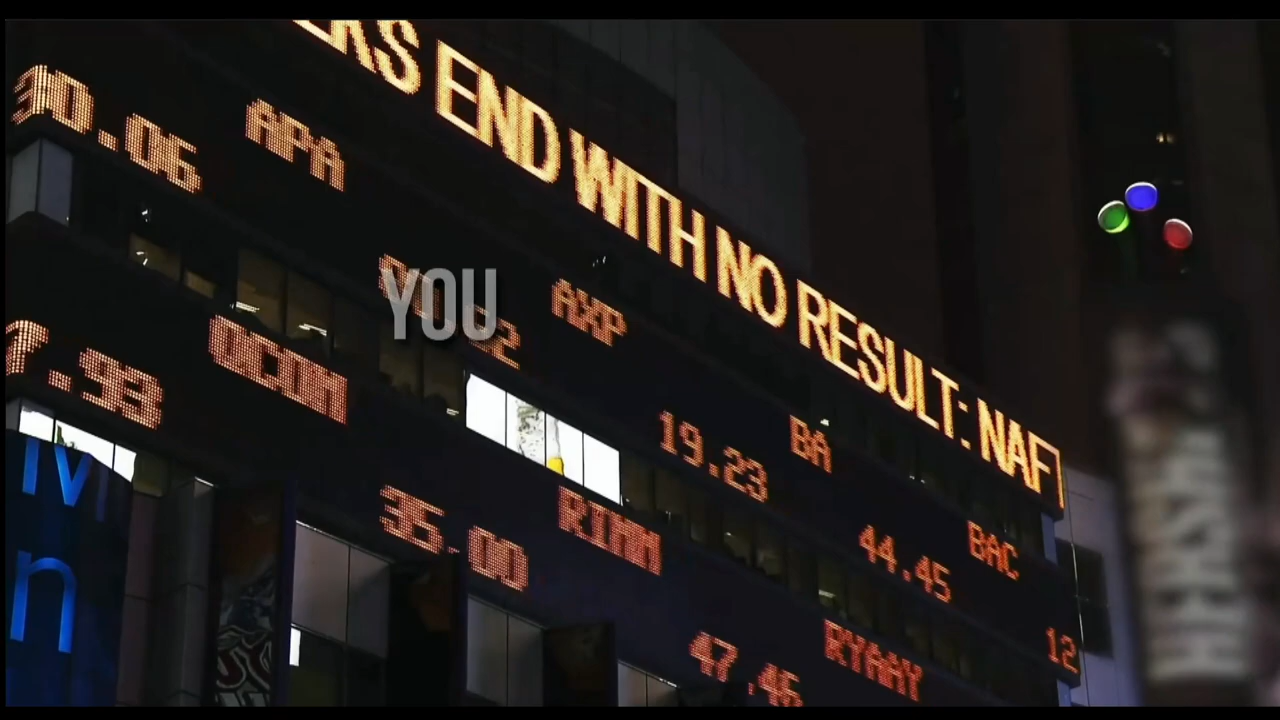 END WITH NO RESULT: NAF
30.06 APA
AXP
YOU
7.93 QCOM
19.23 BA
35.00 RIMM
44.45 BAC
47.46 RYAAY
12
n